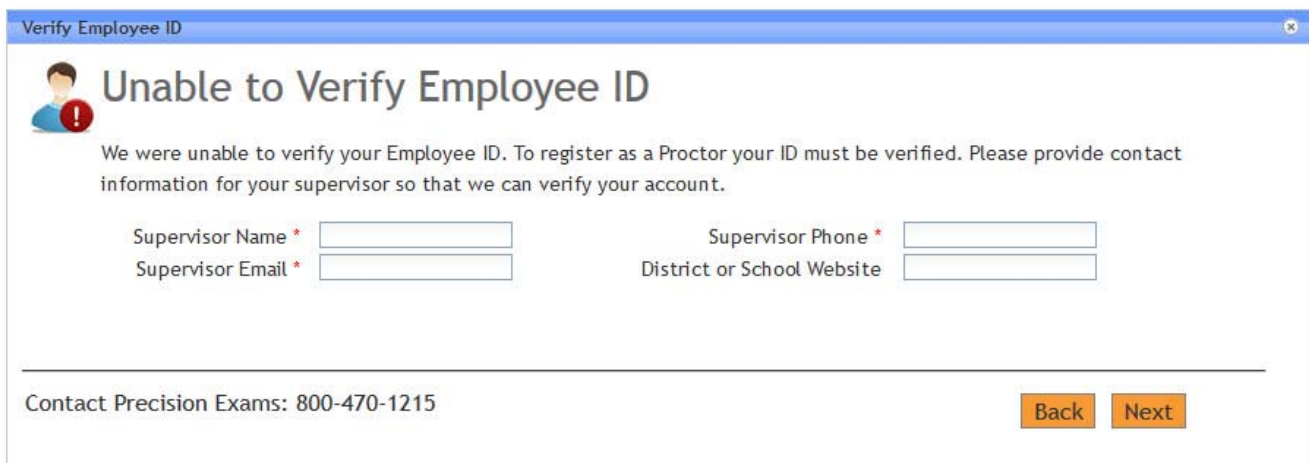 Verify Employee ID
Unable to Verify Employee ID
We were unable to verify your Employee ID. To register as a Proctor your ID must be verified. Please provide contact
information for your supervisor so that we can verify your account.
Supervisor Name * Supervisor Phone *
Supervisor Email * District or School Website
Contact Precision Exams: 800-470-1215 Back Next